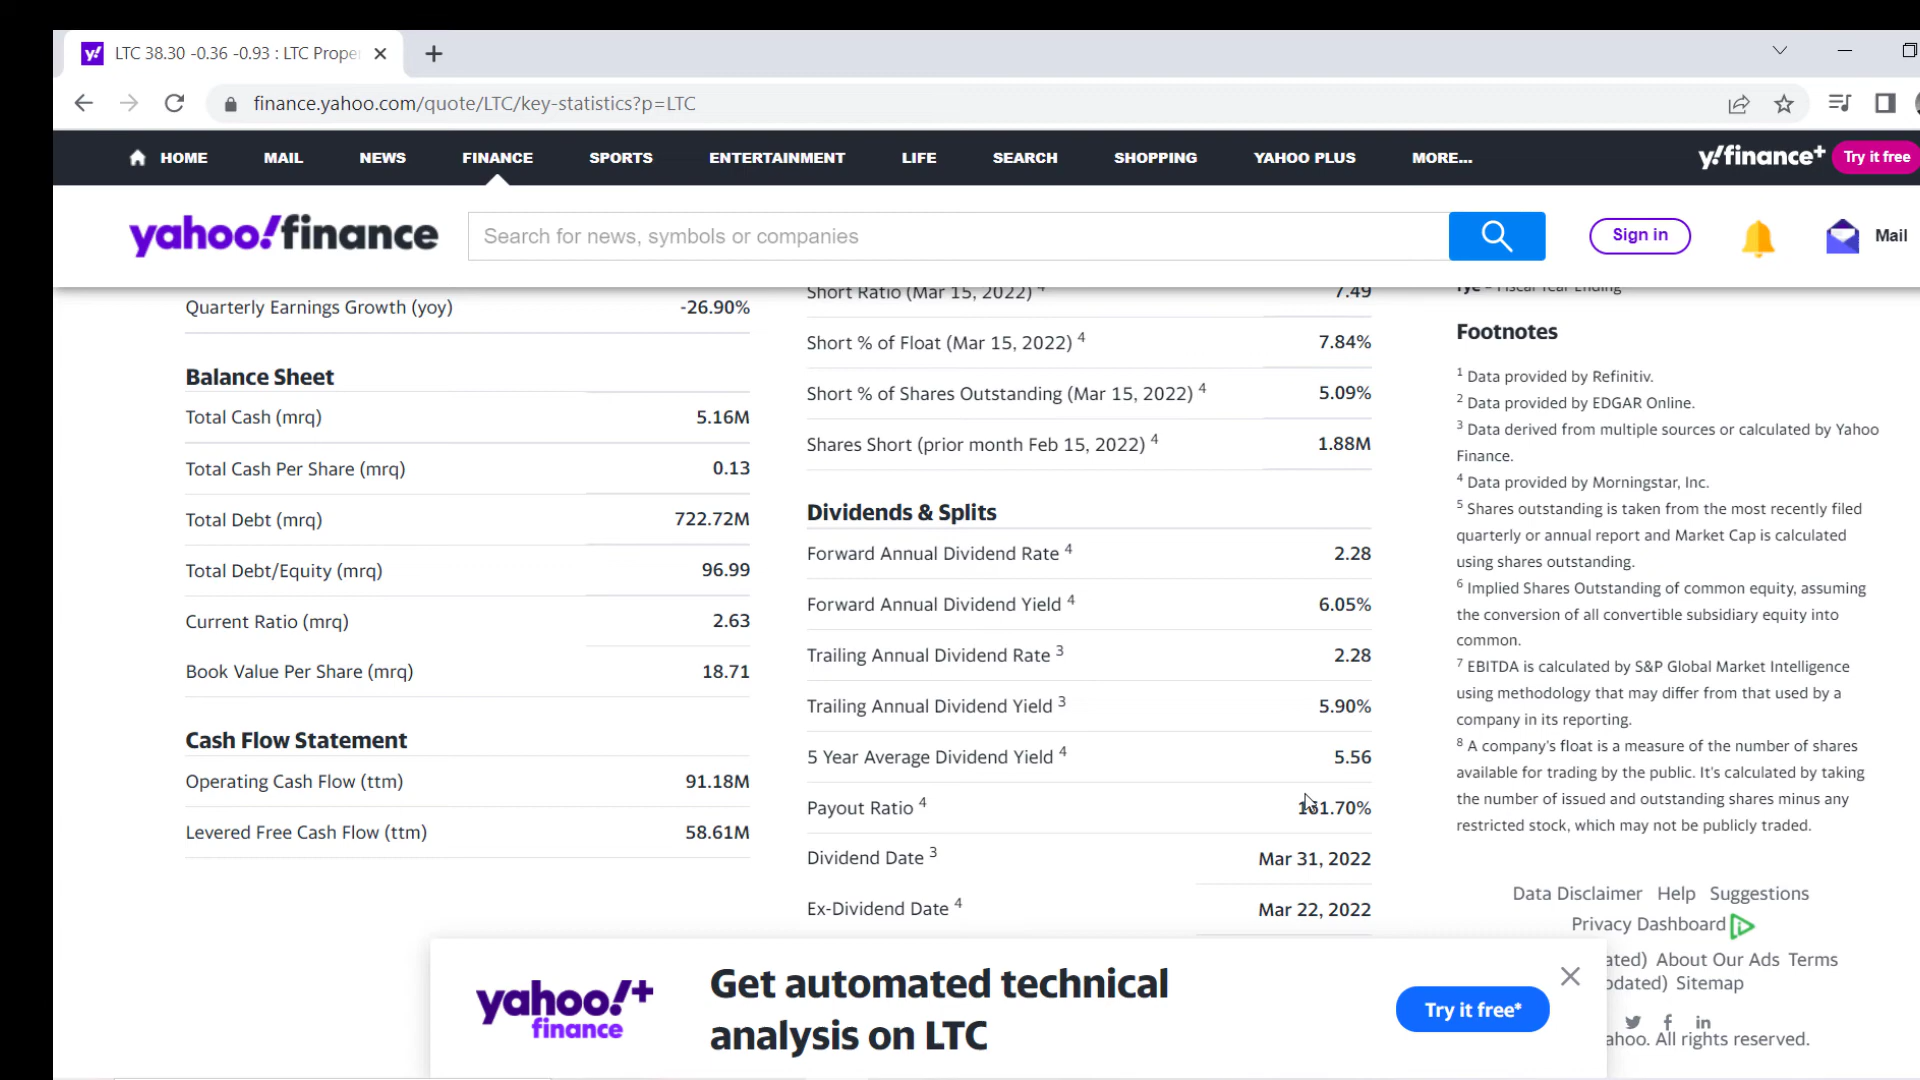 LTC 38.30 -0.36 -0.93 : LTC Prope
finance.yahoo.com/quote/LTC/key-statistics?p=LTC
HOME MAIL NEWS FINANCE SPORTS ENTERTAINMENT LIFE SEARCH SHOPPING YAHOO PLUS MORE... y!finance+ Try it free
yahoo!finance Search for news, symbols or companies Sign in Mail
Quarterly Earnings Growth (yoy) -26.90%
Balance Sheet
Total Cash (mrq) 5.16M
Total Cash Per Share (mrq) 0.13
Total Debt (mrq) 722.72M
Total Debt/Equity (mrq) 96.99
Current Ratio (mrq) 2.63
Book Value Per Share (mrq) 18.71
Cash Flow Statement
Operating Cash Flow (ttm) 91.18M
Levered Free Cash Flow (ttm) 58.61M
Short Ratio (Mar 15, 2022) 4 7.49
Short % of Float (Mar 15, 2022) 4 7.84%
Short % of Shares Outstanding (Mar 15, 2022) 4 5.09%
Shares Short (prior month Feb 15, 2022) 4 1.88M
Dividends & Splits
Forward Annual Dividend Rate 4 2.28
Forward Annual Dividend Yield 4 6.05%
Trailing Annual Dividend Rate 3 2.28
Trailing Annual Dividend Yield 3 5.90%
5 Year Average Dividend Yield 4 5.56
Payout Ratio 4
Dividend Date 3 Mar 31, 2022
Ex-Dividend Date 4 Mar 22, 2022
fye = Fiscal Year Ending
Footnotes
1 Data provided by Refinitiv.
2 Data provided by EDGAR Online.
3 Data derived from multiple sources or calculated by Yahoo
Finance.
4 Data provided by Morningstar, Inc.
5 Shares outstanding is taken from the most recently filed
quarterly or annual report and Market Cap is calculated
using shares outstanding.
6 Implied Shares Outstanding of common equity, assuming
the conversion of all convertible subsidiary equity into
common.
7 EBITDA is calculated by S&P Global Market Intelligence
using methodology that may differ from that used by a
company in its reporting.
8 A company's float is a measure of the number of shares
available for trading by the public. It's calculated by taking
the number of issued and outstanding shares minus any
restricted stock, which may not be publicly traded.
Data Disclaimer Help Suggestions
Privacy Dashboard
ated) About Our Ads Terms
pdated) Sitemap
ahoo. All rights reserved.
yahoo!+
finance
Get automated technical
analysis on LTC
Try it free*